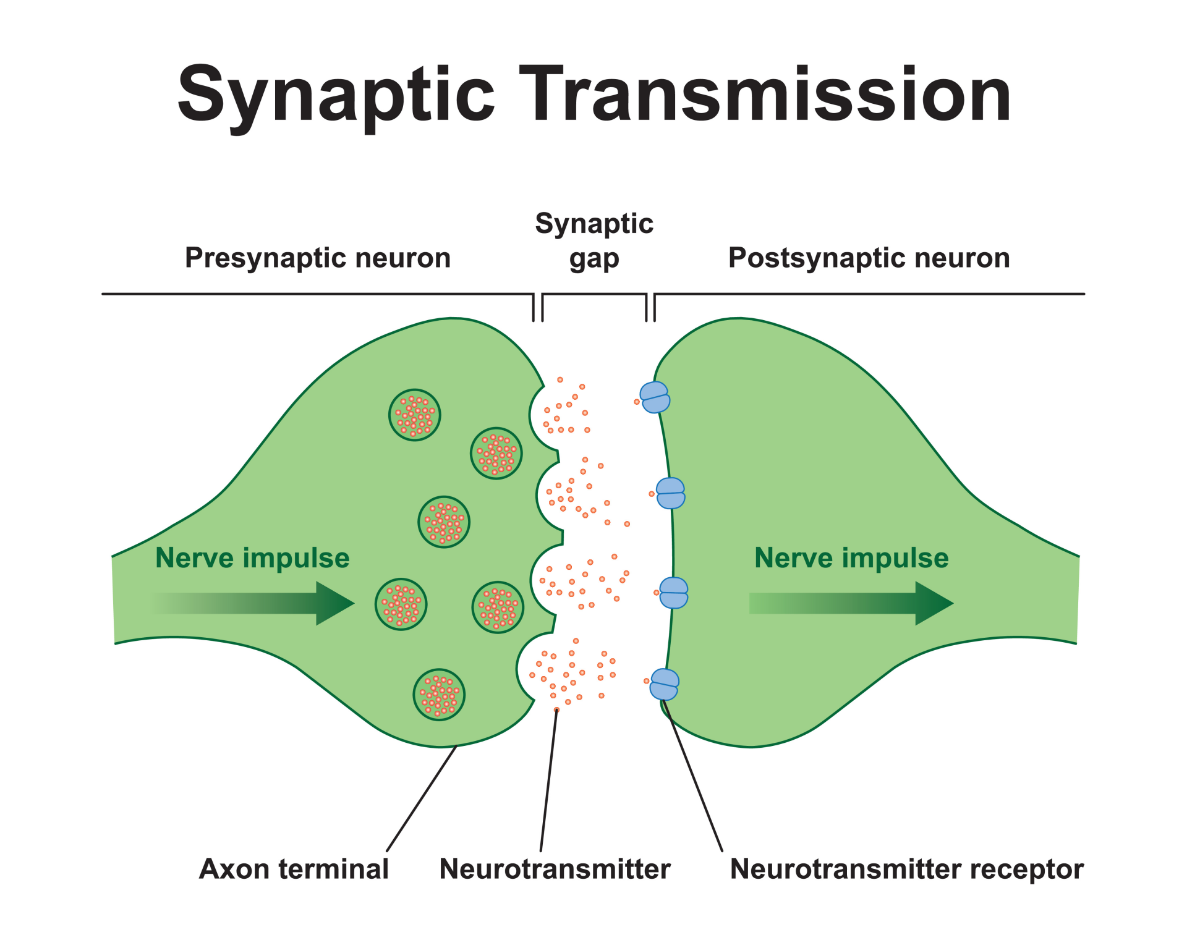 Synaptic Transmission
Synaptic
gap
Presynaptic neuron
Postsynaptic neuron
Nerve impulse
Nerve impulse
Axon terminal
Neurotransmitter
Neurotransmitter receptor